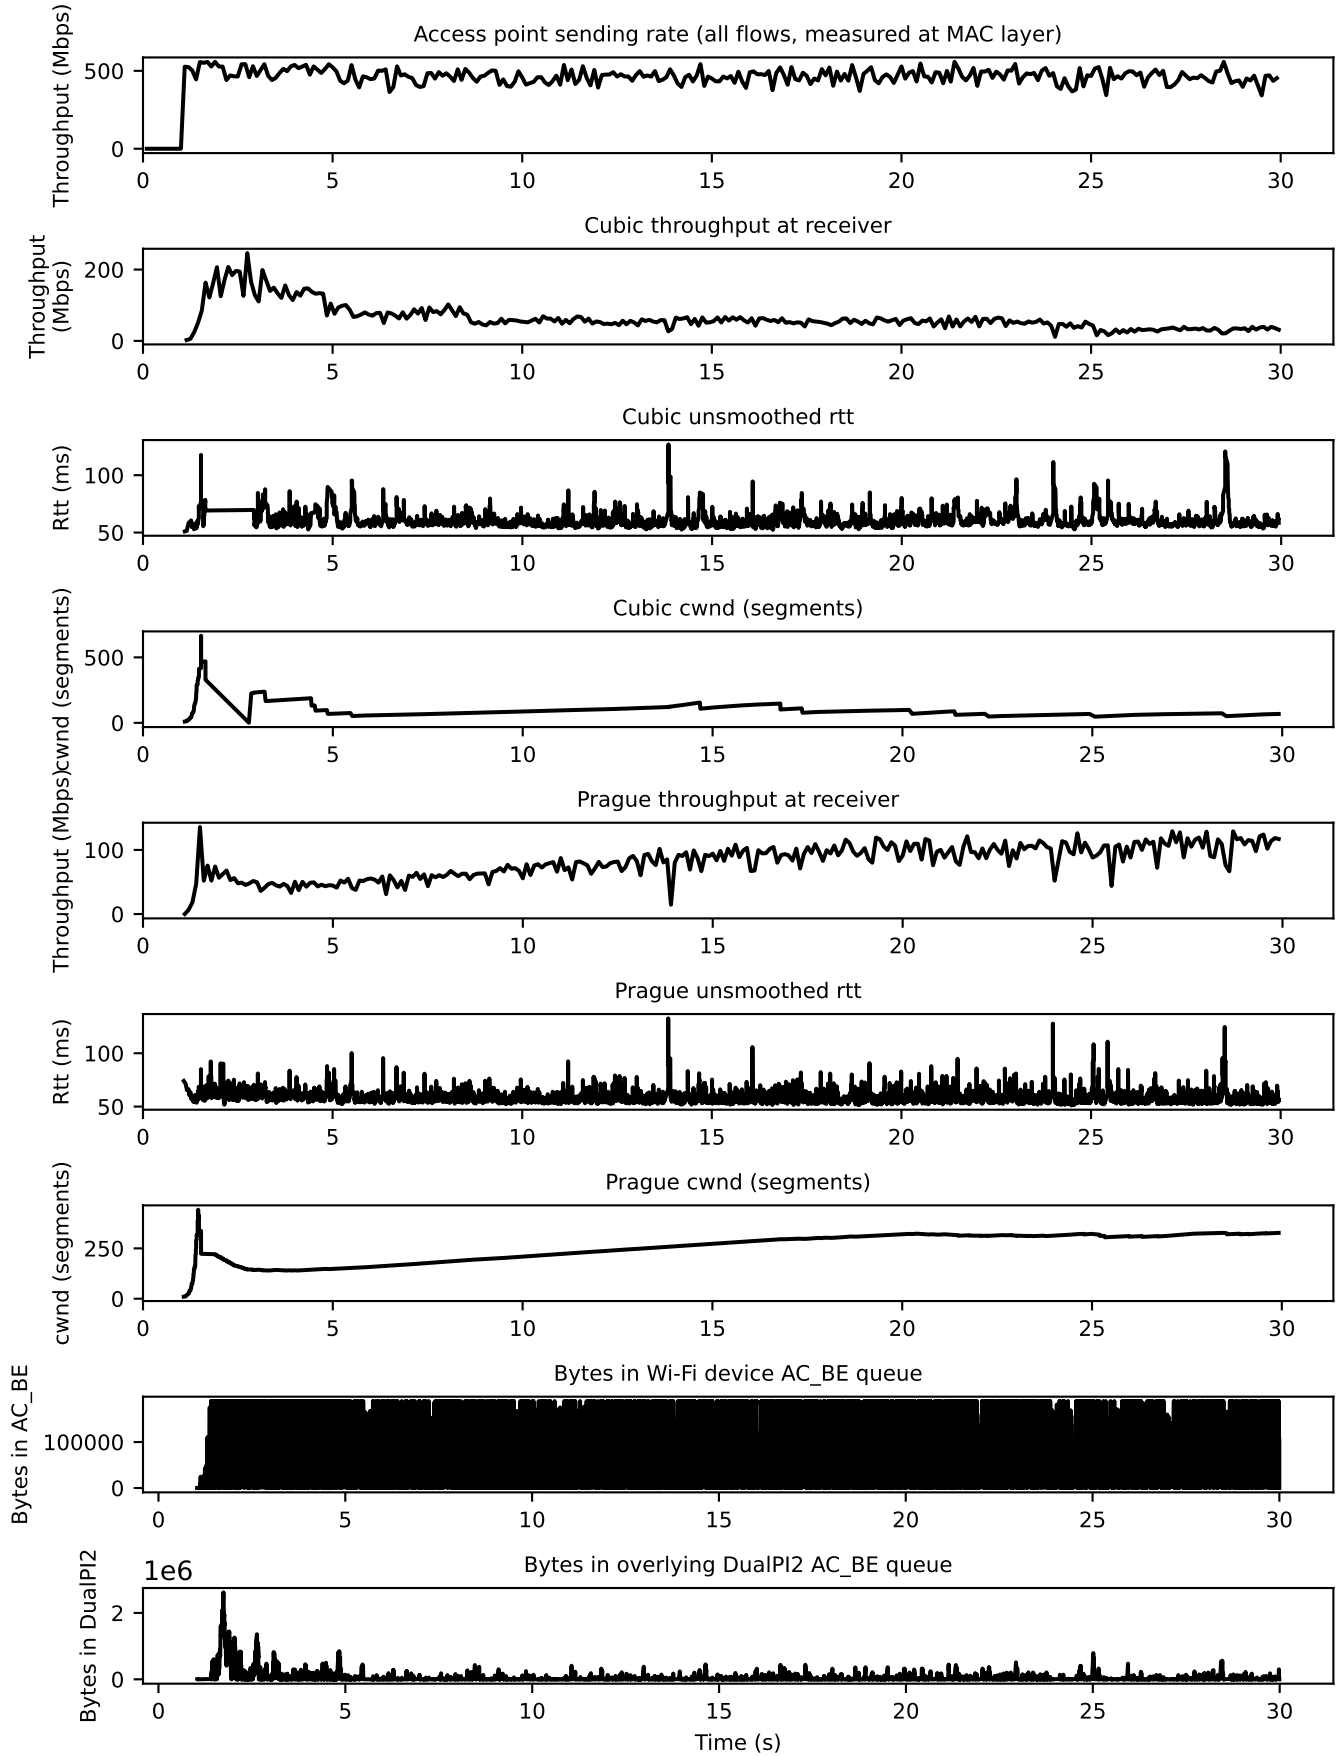 Access point sending rate (all flows, measured at MAC layer)
Throughput (Mbps)
500
0
0 5 10 15 20 25 30
Cubic throughput at receiver
Throughput
(Mbps)
200
0
0 5 10 15 20 25 30
Cubic unsmoothed rtt
Rtt (ms)
100
50
0 5 10 15 20 25 30
Cubic cwnd (segments)
cwnd (segments)
500
0
0 5 10 15 20 25 30
Prague throughput at receiver
Throughput (Mbps)
100
0
0 5 10 15 20 25 30
Prague unsmoothed rtt
Rtt (ms)
100
50
0 5 10 15 20 25 30
Prague cwnd (segments)
cwnd (segments)
250
0
0 5 10 15 20 25 30
Bytes in Wi-Fi device AC_BE queue
Bytes in AC_BE
100000
0
0 5 10 15 20 25 30
Bytes in overlying DualPI2 AC_BE queue
Bytes in DualPI2
1e6
2
0
0 5 10 15 20 25 30
Time (s)